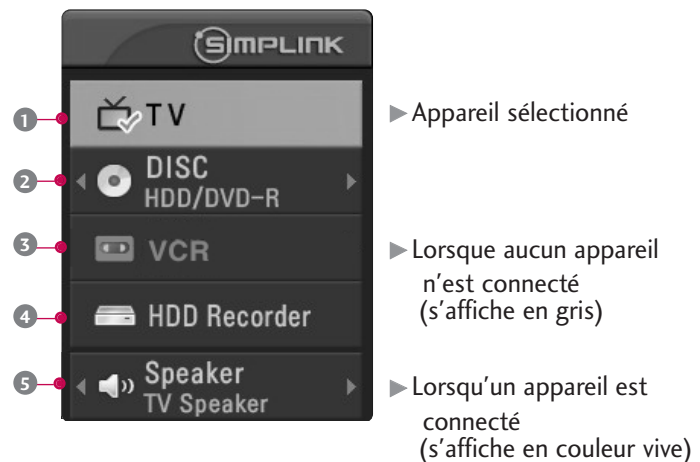 SIMPLINK
1 TV ► Appareil sélectionné
2 DISC
HDD/DVD-R
3 VCR ► Lorsque aucun appareil
n'est connecté
(s'affiche en gris)
4 HDD Recorder
5 Speaker ► Lorsqu'un appareil est
TV Speaker connecté
(s'affiche en couleur vive)